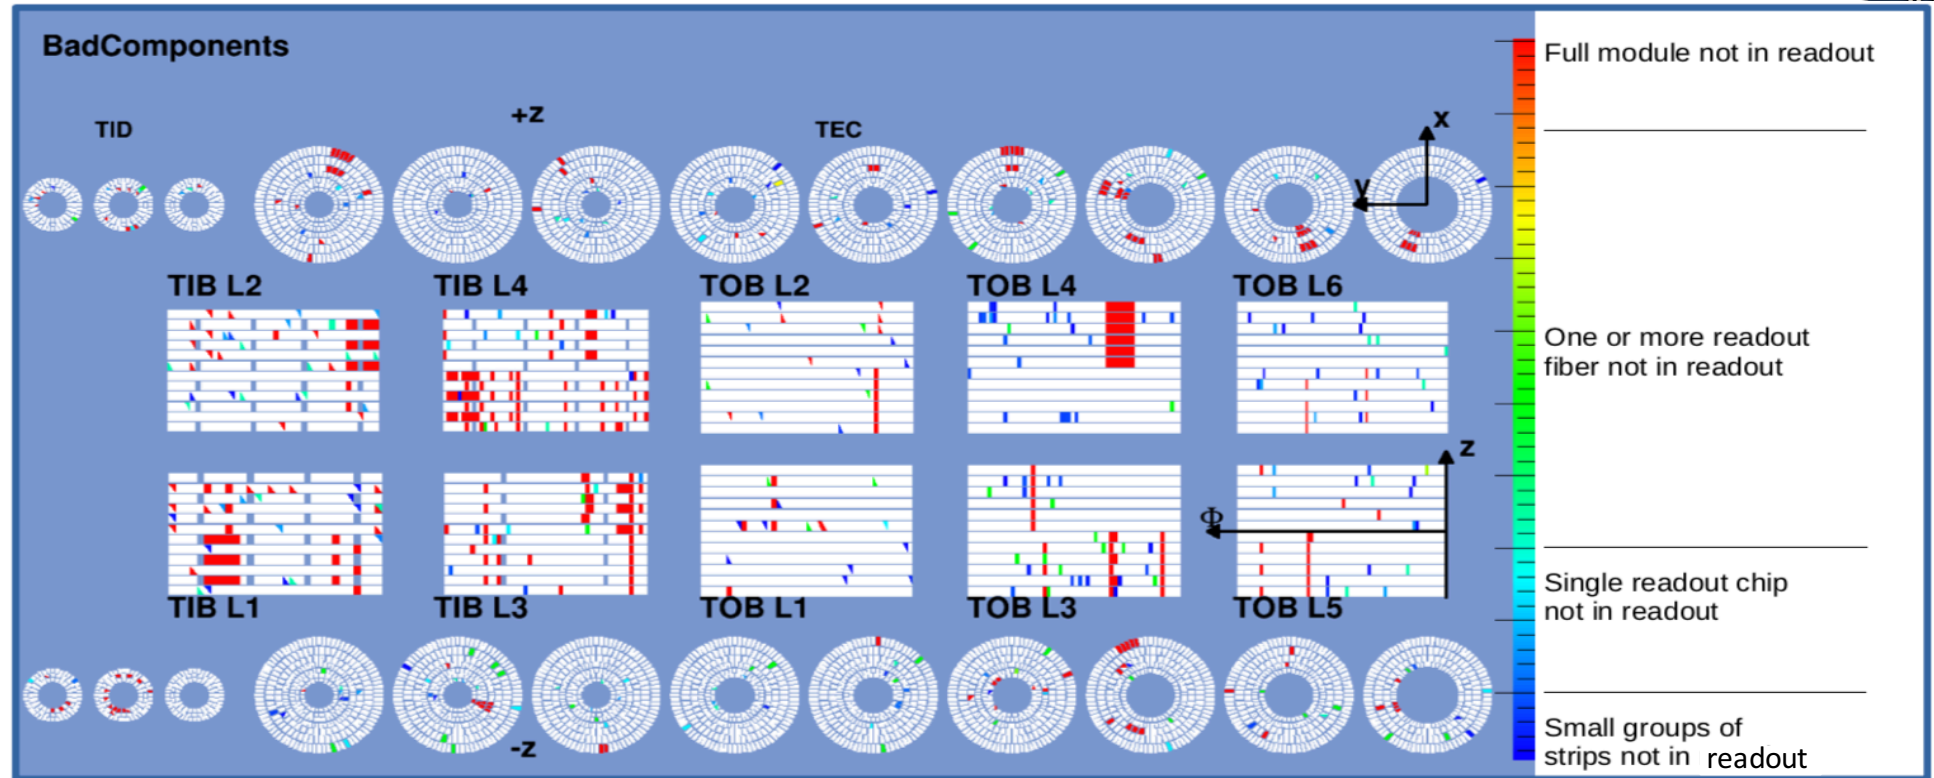 BadComponents
Full module not in readout
+z
TID
TEC
x
y
TIB L2
TIB L4
TOB L2
TOB L4
TOB L6
One or more readout
fiber not in readout
z
Φ
Single readout chip
not in readout
TIB L1
TIB L3
TOB L1
TOB L3
TOB L5
-z
Small groups of
strips not in readout